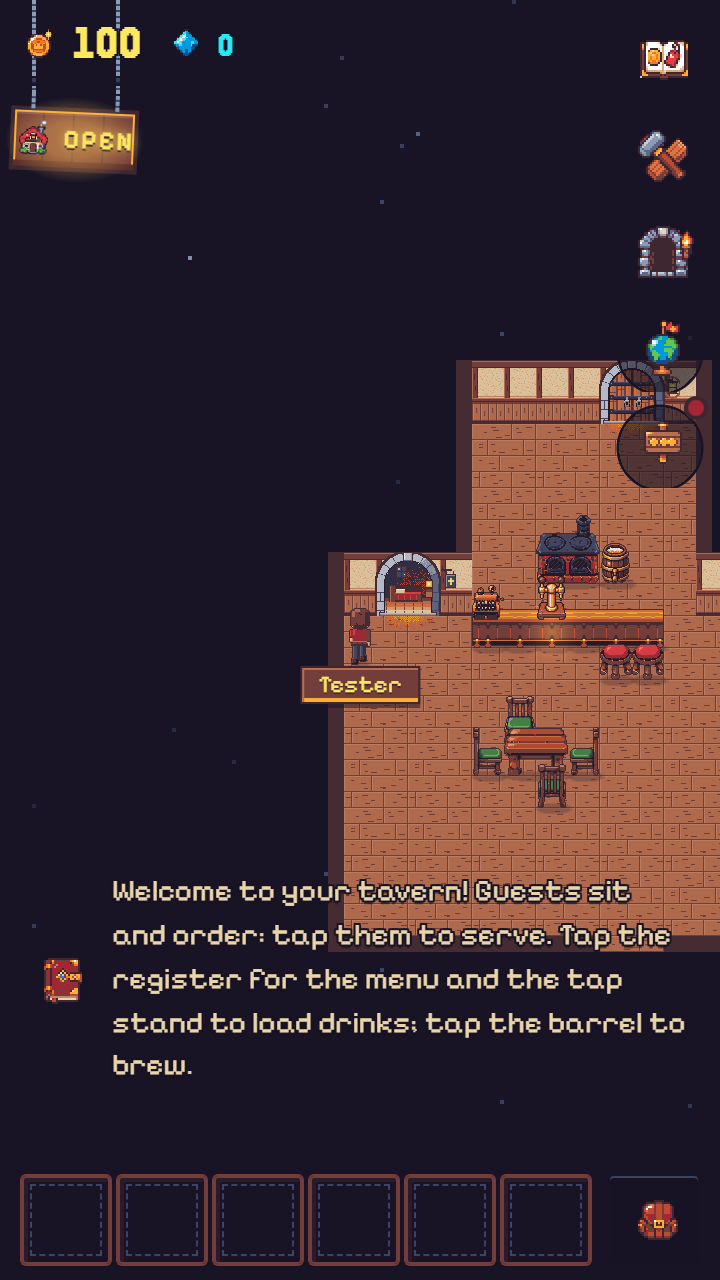 100
0
OPEN
Tester
Welcome to your tavern! Guests sit
and order: tap them to serve. Tap the
register for the menu and the tap
stand to load drinks; tap the barrel to
brew.